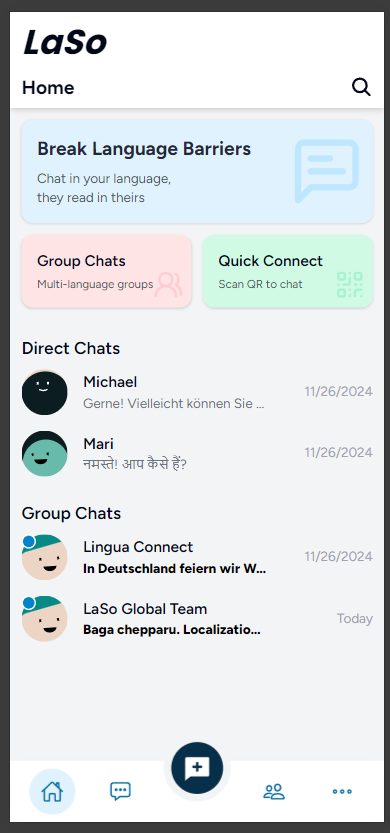 LaSo
Home
Break Language Barriers
Chat in your language,
they read in theirs
Group Chats
Multi-language groups
Quick Connect
Scan QR to chat
Direct Chats
Michael
11/26/2024
Gerne! Vielleicht können Sie ...
Mari
11/26/2024
नमस्ते! आप कैसे हैं?
Group Chats
Lingua Connect
11/26/2024
In Deutschland feiern wir W...
LaSo Global Team
Today
Baga chepparu. Localizatio...